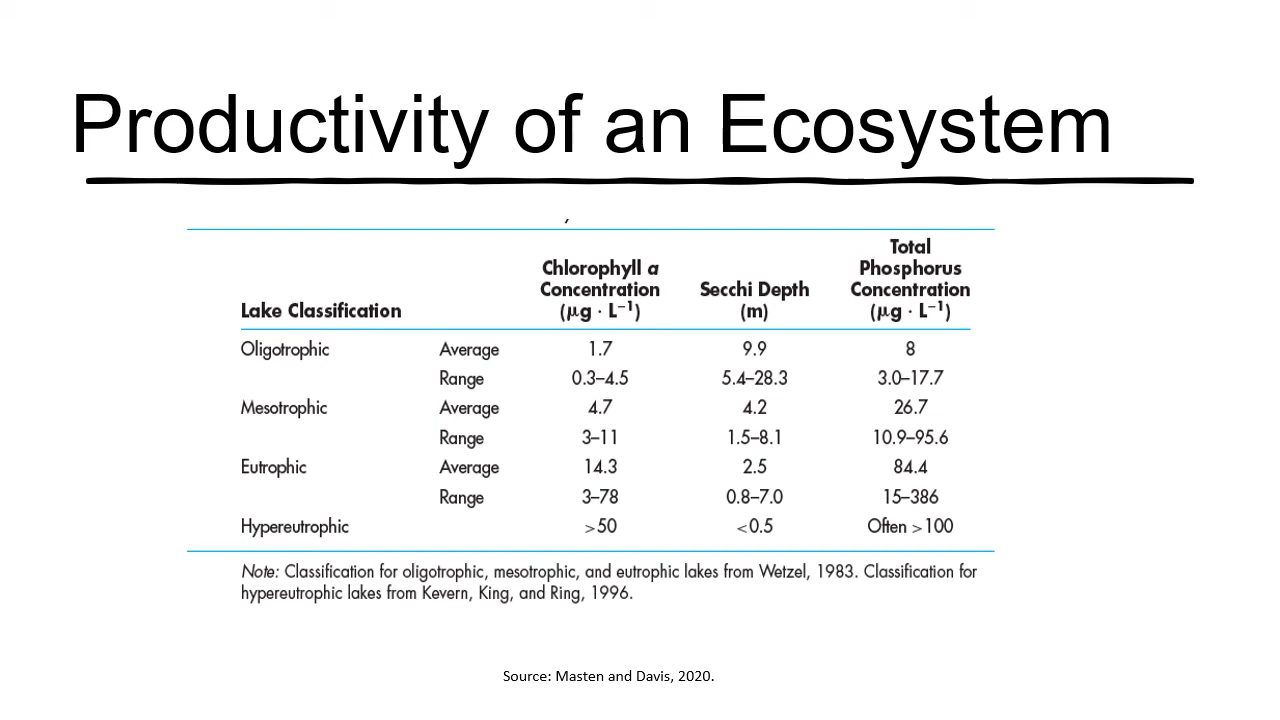 Productivity of an Ecosystem
Lake Classification Chlorophyll a Concentration (μg · L⁻¹) Secchi Depth (m) Total Phosphorus Concentration (μg · L⁻¹)
Oligotrophic Average 1.7 9.9 8
Range 0.3–4.5 5.4–28.3 3.0–17.7
Mesotrophic Average 4.7 4.2 26.7
Range 3–11 1.5–8.1 10.9–95.6
Eutrophic Average 14.3 2.5 84.4
Range 3–78 0.8–7.0 15–386
Hypereutrophic >50 <0.5 Often >100
Note: Classification for oligotrophic, mesotrophic, and eutrophic lakes from Wetzel, 1983. Classification for
hypereutrophic lakes from Kevern, King, and Ring, 1996.
Source: Masten and Davis, 2020.